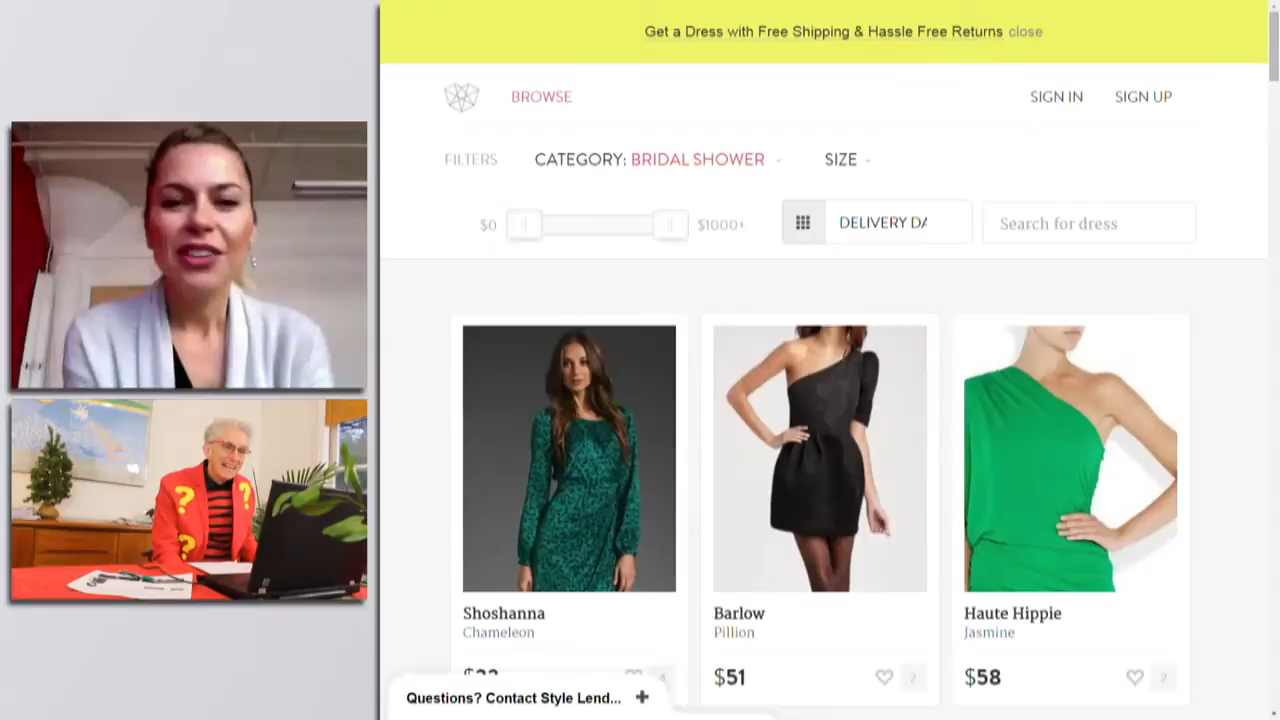 Get a Dress with Free Shipping & Hassle Free Returns close
BROWSE
SIGN IN
SIGN UP
FILTERS
CATEGORY: BRIDAL SHOWER
SIZE
$0
$1000+
DELIVERY DA
Search for dress
? ?
?
Shoshanna
Chameleon
Barlow
Pillion
Haute Hippie
Jasmine
$51
2
$58
2
Questions? Contact Style Lend... +